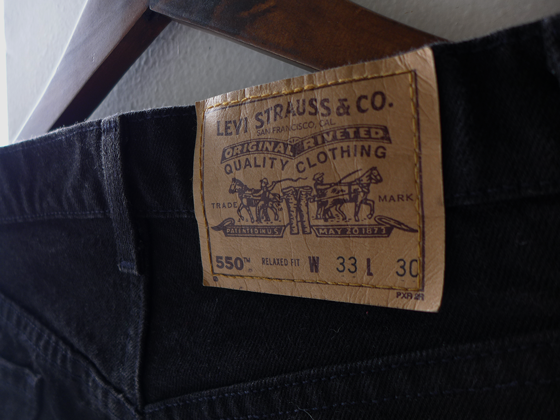 LEVI STRAUSS & CO.
SAN FRANCISCO, CAL.
ORIGINAL RIVETED
QUALITY CLOTHING
TRADE MARK
PATENTED IN U.S. MAY 20 1873
550™ RELAXED FIT W 33 L 30